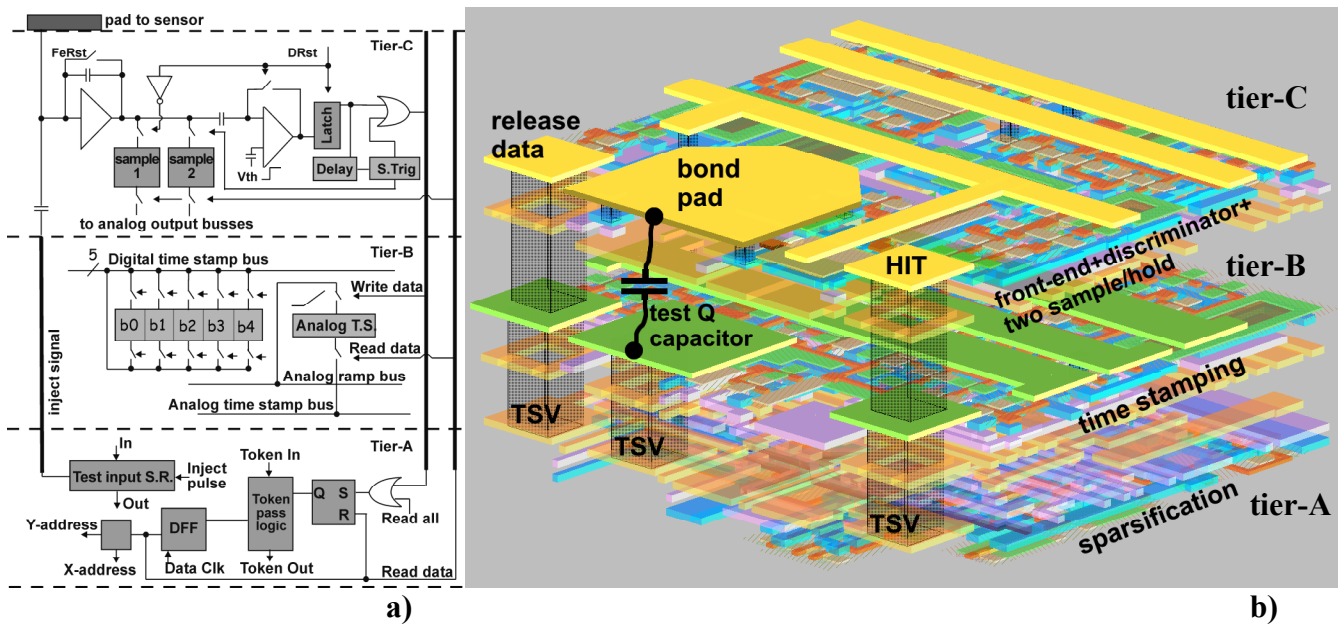 pad to sensor
Tier-C
FeRst
DRst
Latch
sample
1
sample
2
Vth
Delay
S.Trig
to analog output busses
Tier-B
5
Digital time stamp bus
Write data
b0 b1 b2 b3 b4
Analog T.S.
Read data
Analog ramp bus
Analog time stamp bus
inject signal
Tier-A
In
Token In
Test input S.R.
Inject
pulse
Out
Token
pass
logic
Q S
R
Read all
Y-address
DFF
X-address
Data Clk
Token Out
Read data
a)
tier-C
release
data
bond
pad
HIT
front-end+discriminator+
two sample/hold
tier-B
test Q
capacitor
time stamping
TSV
TSV
TSV
tier-A
sparsification
b)